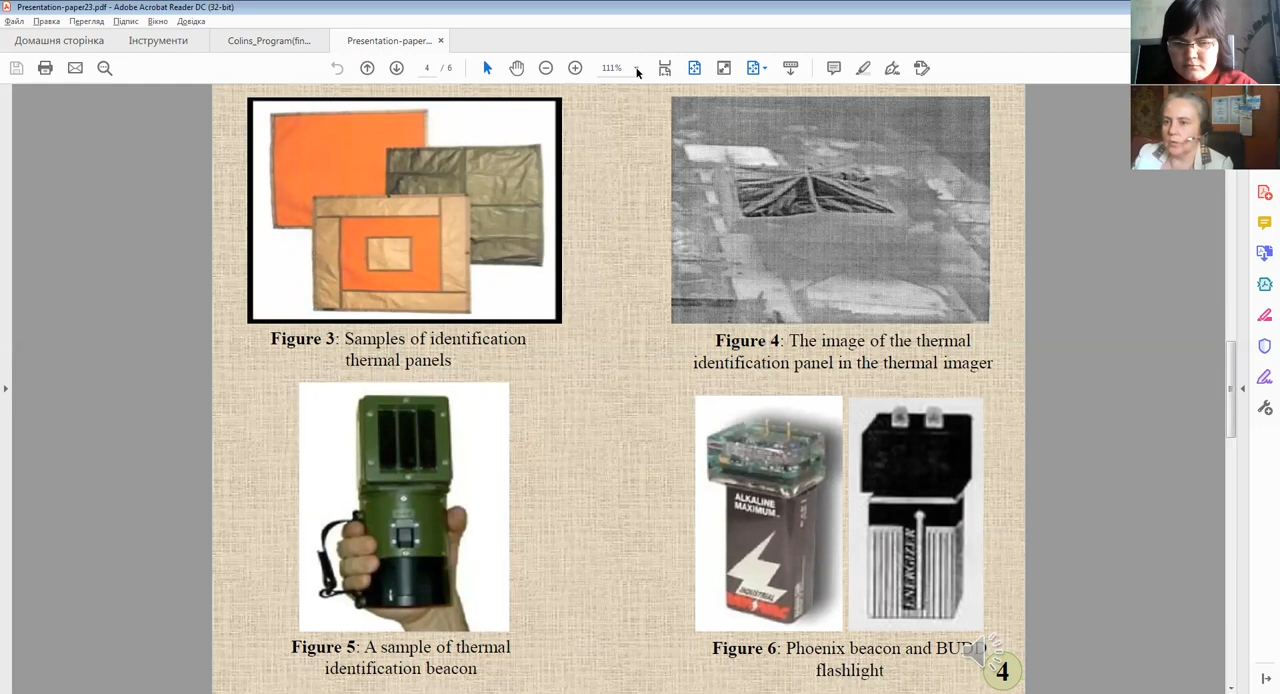 Presentation-paper23.pdf - Adobe Acrobat Reader DC (32-bit)
Файл Правка Перегляд Підпис Вікно Довідка
Домашня сторінка Інструменти Colins_Program(fin... Presentation-paper... ×
4 / 6 111%
Figure 3: Samples of identification
thermal panels
Figure 4: The image of the thermal
identification panel in the thermal imager
ALKALINE
MAXIMUM
INDUSTRIAL
ENERGIZER
Figure 5: A sample of thermal
identification beacon
Figure 6: Phoenix beacon and BUDD
flashlight
4